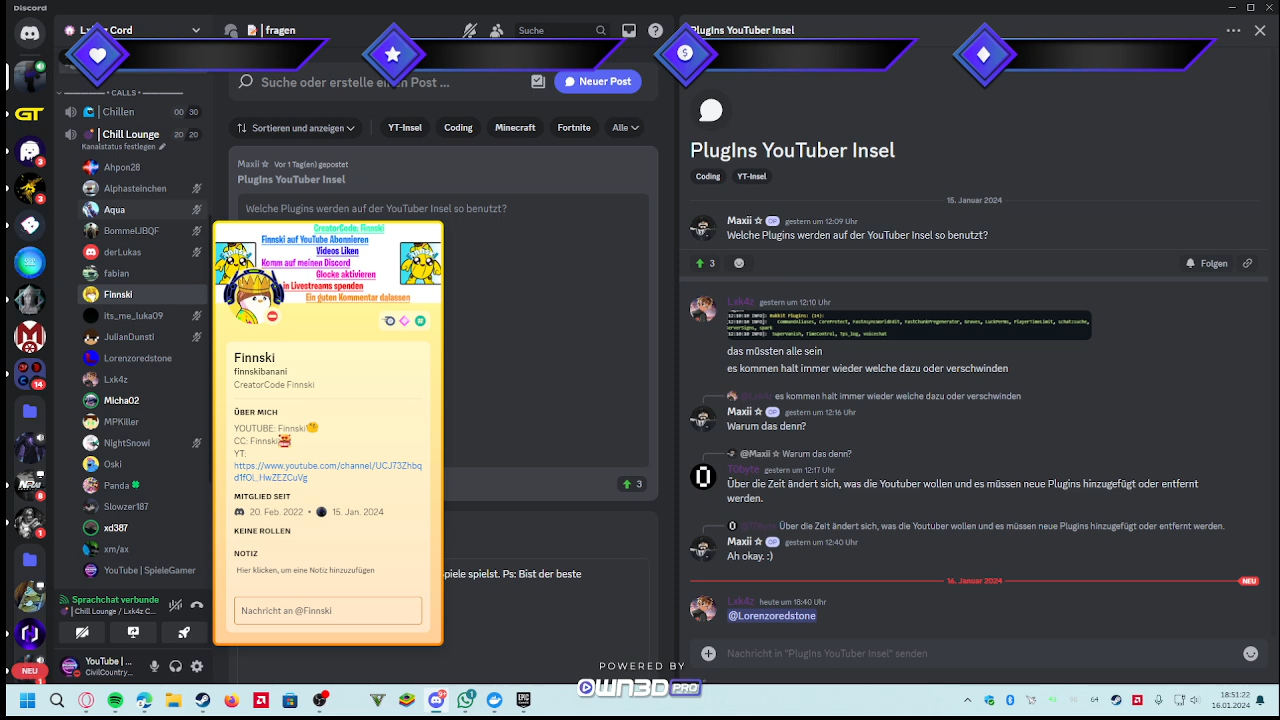 Discord
Cord
fragen
Suche
PlugIns YouTuber Insel
Suche oder erstelle einen Post ...
Neuer Post
CALLS
Chillen 00 30
Chill Lounge 20 20
Kanalstatus festlegen
Ahpon28
Alphasteinchen
Aqua
BonmeLJBQF
derLukas
fabian
Finnski
its_me_luka09
Juliana_anti
Lorenzoredstone
Lxk4z
Micha02
MPKiller
NightSnowi
Oski
Panda
Slowzer187
xd387
xm/ax
YouTube | SpieleGamer
Sprachchat verbunde
Chill Lounge / Lxk4z C...
YouTube | ...
CivilCountry...
NEU
Sortieren und anzeigen
YT-Insel
Coding
Minecraft
Fortnite
Alle
Maxii ☆ Vor 1 Tag(en) gepostet
PlugIns YouTuber Insel
Welche Plugins werden auf der YouTuber Insel so benutzt?
3
CreatorCode: Finnski
Finnski auf YouTube Abonnieren
Videos Liken
Komm auf meinen Discord
Glocke aktivieren
in Livestreams spenden
Ein guten Kommentar dalassen
Finnski
finnskibanani
CreatorCode Finnski
ÜBER MICH
YOUTUBE: Finnski
CC: Finnski
YT:
https://www.youtube.com/channel/UCJ73Zhbq
d1fOl_HwZEZCuVg
MITGLIED SEIT
20. Feb. 2022 • 15. Jan. 2024
KEINE ROLLEN
NOTIZ
Hier klicken, um eine Notiz hinzuzufügen
Nachricht an @Finnski
piele spielst. Ps: Bist der beste
PlugIns YouTuber Insel
Coding
YT-Insel
15. Januar 2024
Maxii ☆ OP gestern um 12:09 Uhr
Welche Plugins werden auf der YouTuber Insel so benutzt?
3
Folgen
Lxk4z gestern um 12:10 Uhr
das müssten alle sein
es kommen halt immer wieder welche dazu oder verschwinden
@Lxk4z es kommen halt immer wieder welche dazu oder verschwinden
Maxii ☆ OP gestern um 12:16 Uhr
Warum das denn?
@Maxii ☆ Warum das denn?
T0byte gestern um 12:17 Uhr
Über die Zeit ändert sich, was die Youtuber wollen und es müssen neue Plugins hinzugefügt oder entfernt
werden.
@T0byte Über die Zeit ändert sich, was die Youtuber wollen und es müssen neue Plugins hinzugefügt oder entfernt werden.
Maxii ☆ OP gestern um 12:40 Uhr
Ah okay. :)
16. Januar 2024
NEU
Lxk4z heute um 18:40 Uhr
@Lorenzoredstone
Nachricht in "PlugIns YouTuber Insel" senden
POWERED BY
OWN3D PRO
18:51:22
16.01.2024